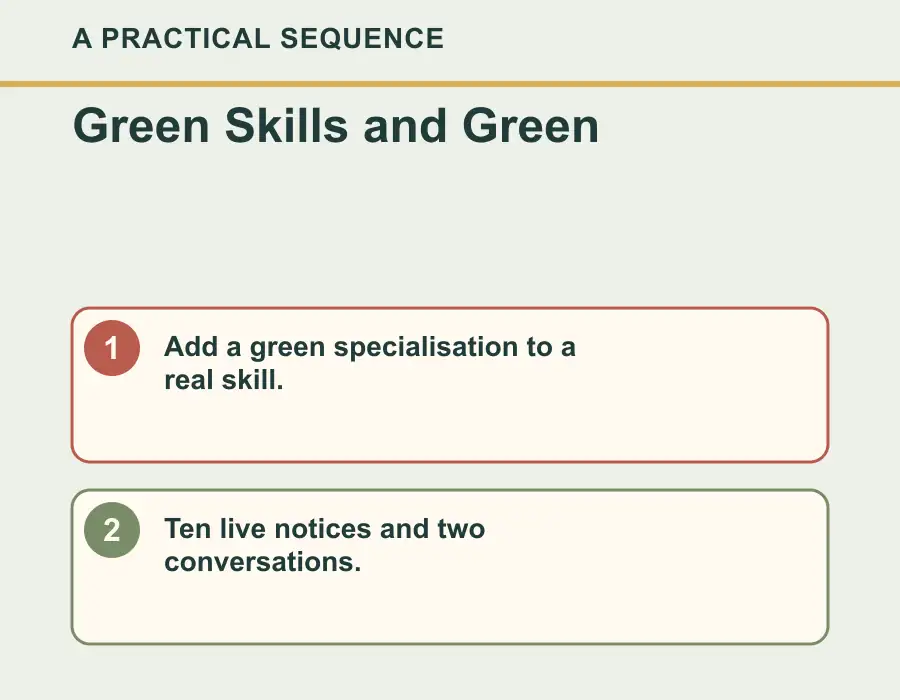 A PRACTICAL SEQUENCE
Green Skills and Green
1
Add a green specialisation to a
real skill.
2
Ten live notices and two
conversations.